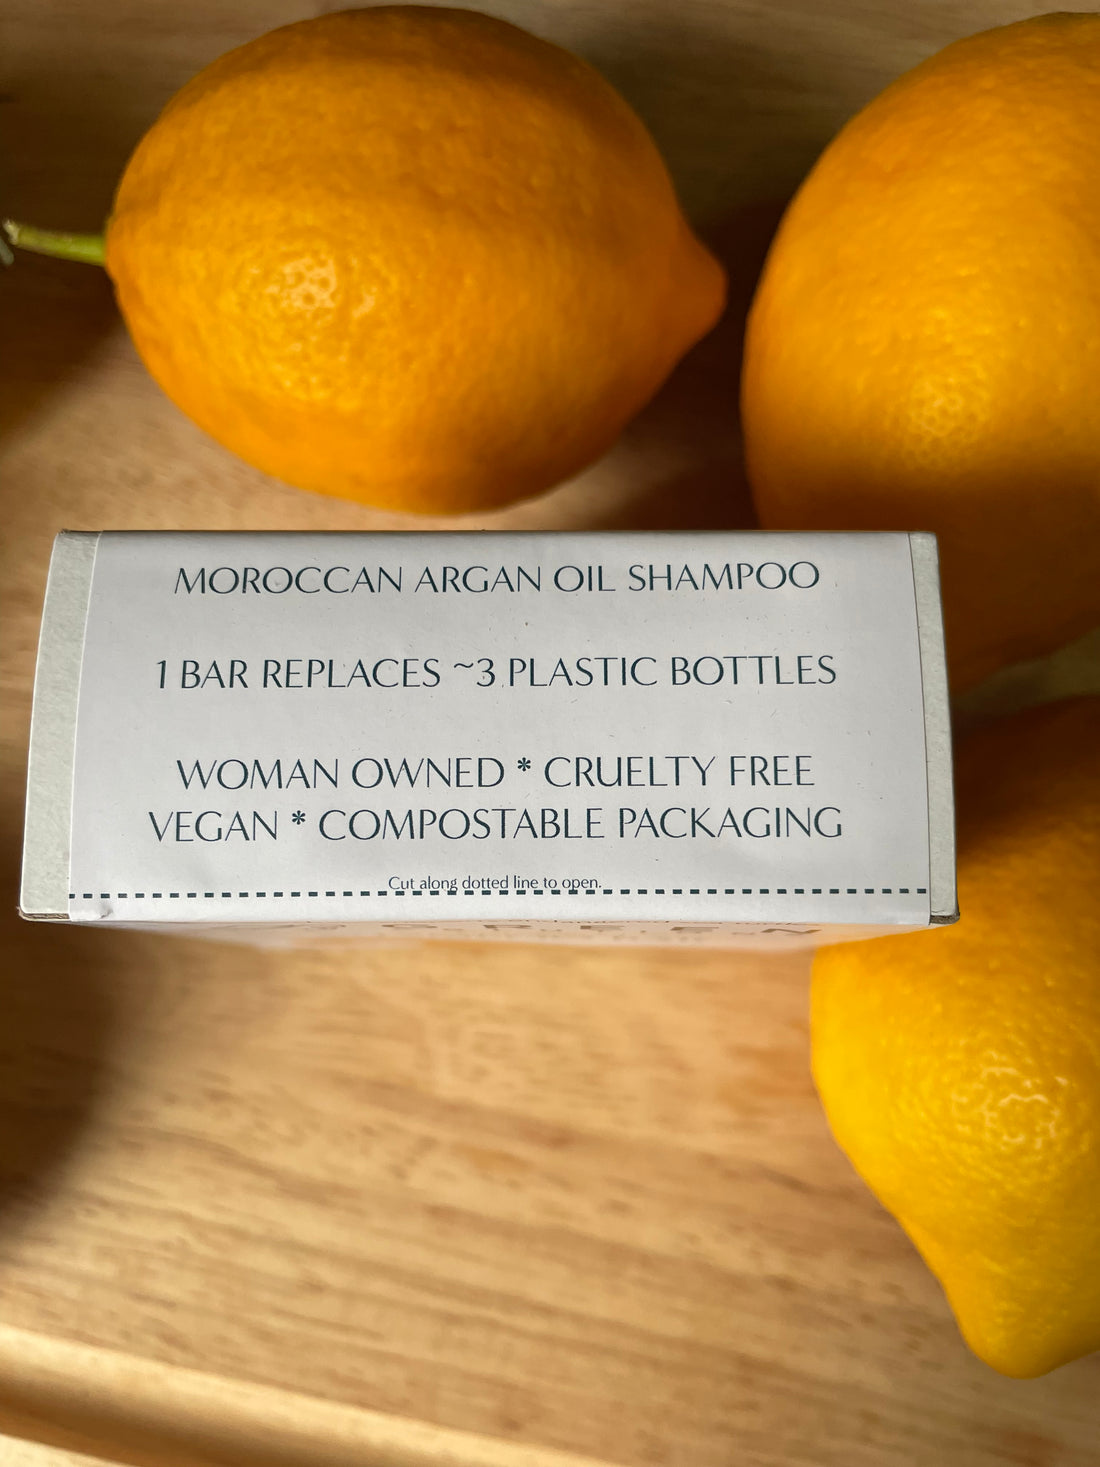 MOROCCAN ARGAN OIL SHAMPOO
1 BAR REPLACES ~3 PLASTIC BOTTLES
WOMAN OWNED * CRUELTY FREE
VEGAN * COMPOSTABLE PACKAGING
Cut along dotted line to open.